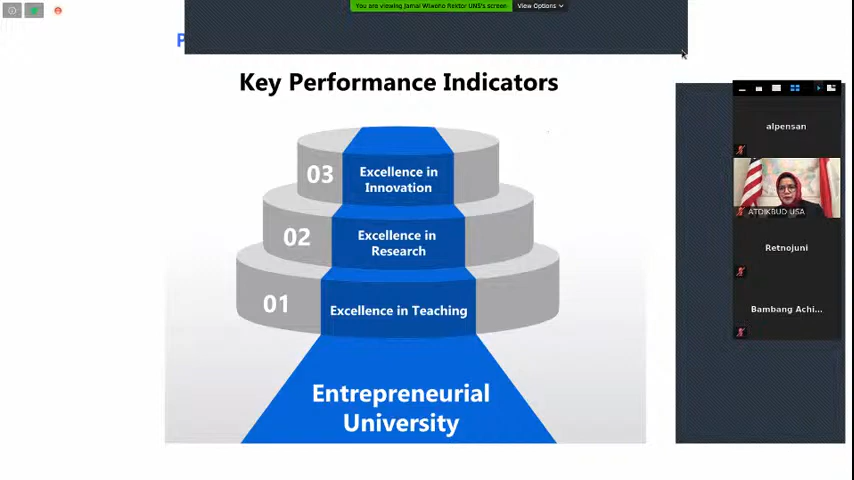 You are viewing Jamal Wiwoho Rektor UNS's screen
View Options
P
Key Performance Indicators
03
Excellence in
Innovation
02
Excellence in
Research
01
Excellence in Teaching
Entrepreneurial
University
alpensan
ATDIKBUD USA
Retnojuni
Bambang Achi...